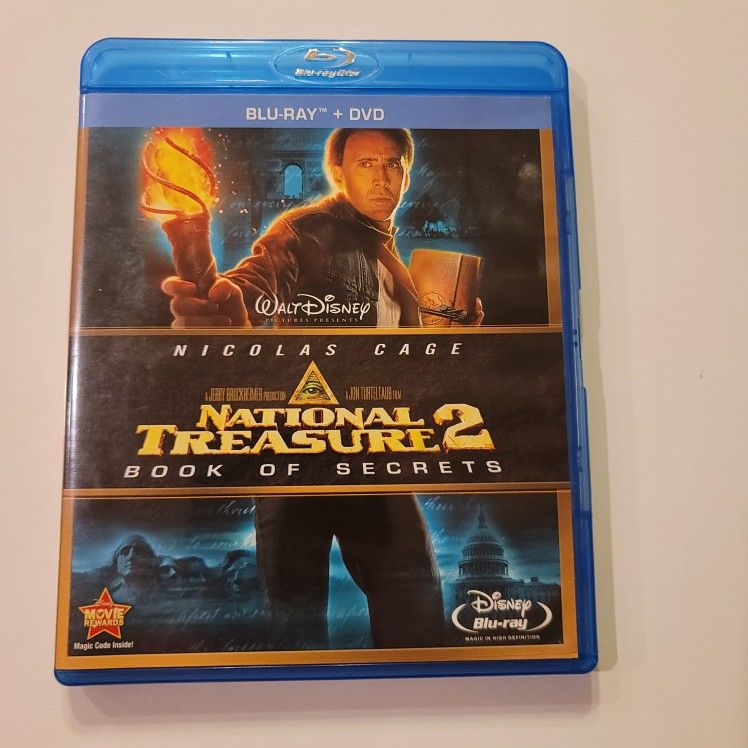 Blu-ray Disc
BLU-RAY™ + DVD
WALT DISNEY
PICTURES PRESENTS
NICOLAS CAGE
A JERRY BRUCKHEIMER PRODUCTION
A JON TURTELTAUB FILM
NATIONAL
TREASURE 2
BOOK OF SECRETS
Disney
MOVIE
REWARDS
Magic Code Inside!
Disney
Blu-ray
MAGIC IN HIGH DEFINITION